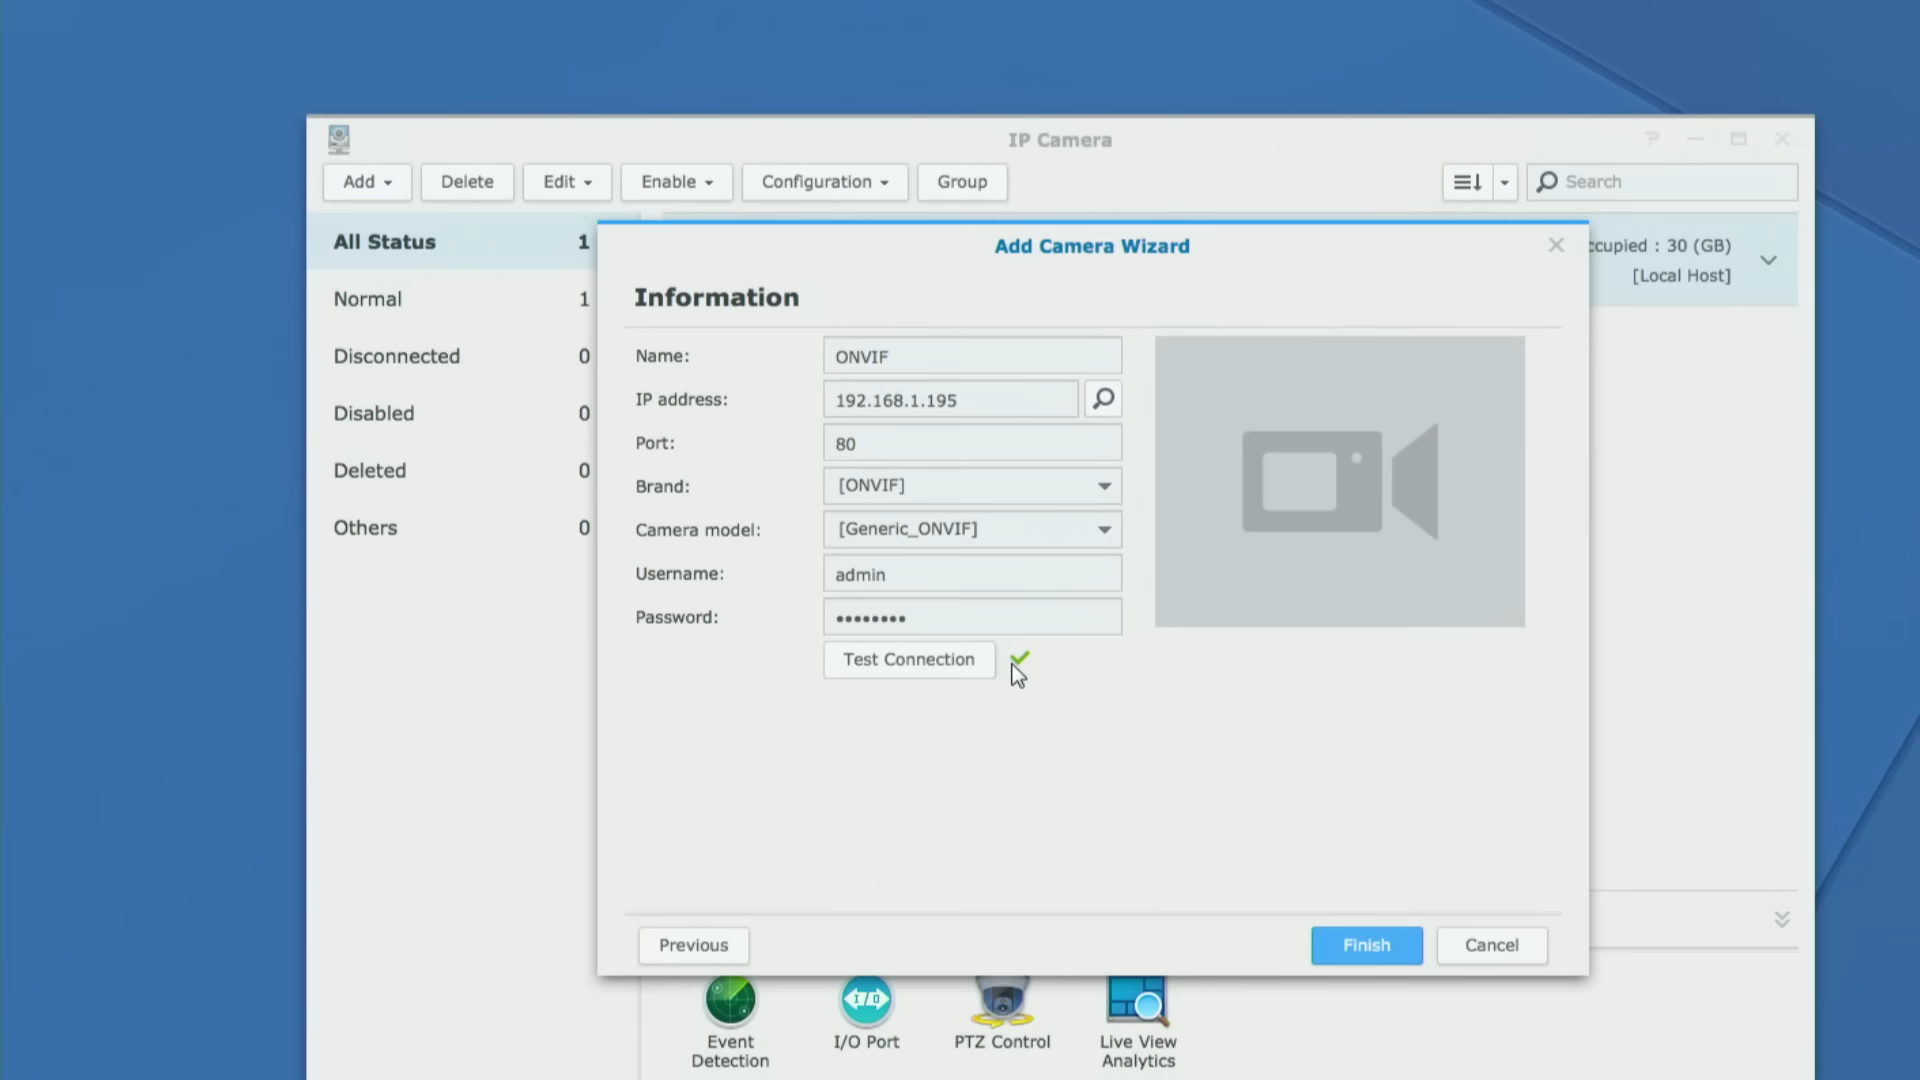 IP Camera
Add
Delete
Edit
Enable
Configuration
Group
Search
All Status 1
Normal 1
Disconnected 0
Disabled 0
Deleted 0
Others 0
ccupied : 30 (GB)
[Local Host]
Add Camera Wizard
Information
Name: ONVIF
IP address: 192.168.1.195
Port: 80
Brand: [ONVIF]
Camera model: [Generic_ONVIF]
Username: admin
Password: ••••••••
Test Connection
Previous
Finish
Cancel
Event
Detection
I/O
I/O Port
PTZ Control
Live View
Analytics